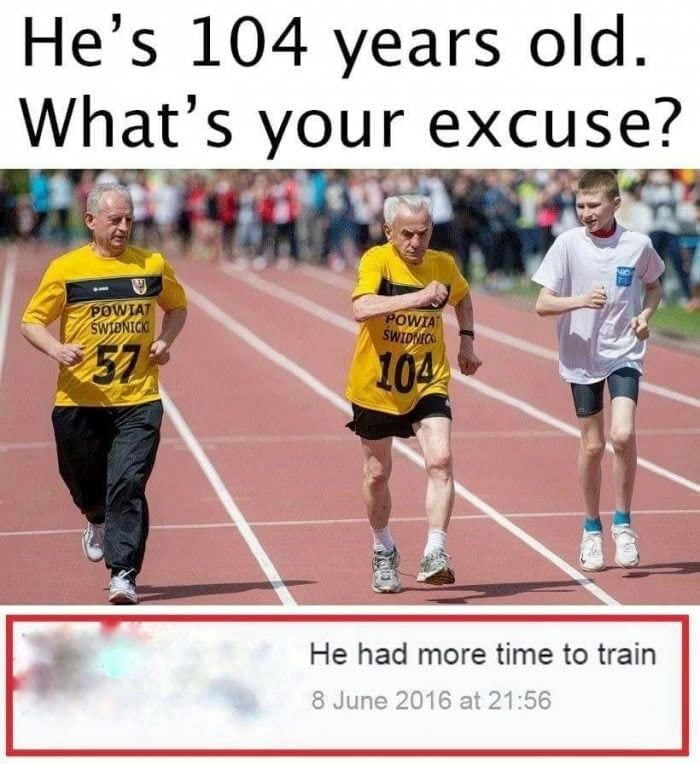 He's 104 years old.
What's your excuse?
POWIAT
ŚWIDNICKI
57
POWIAT
ŚWIDNICKI
104
He had more time to train
8 June 2016 at 21:56